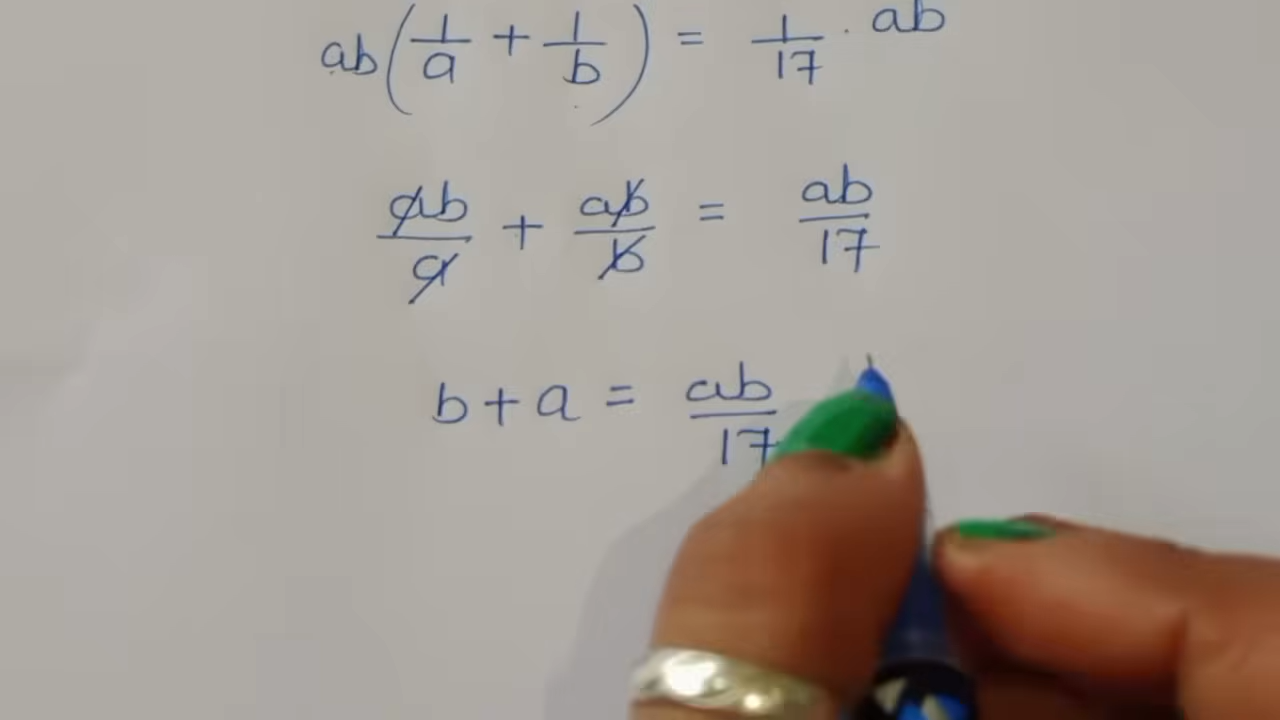 ab(1/a + 1/b) = 1/17 · ab
ab/a + ab/b = ab/17
b + a = ab/17